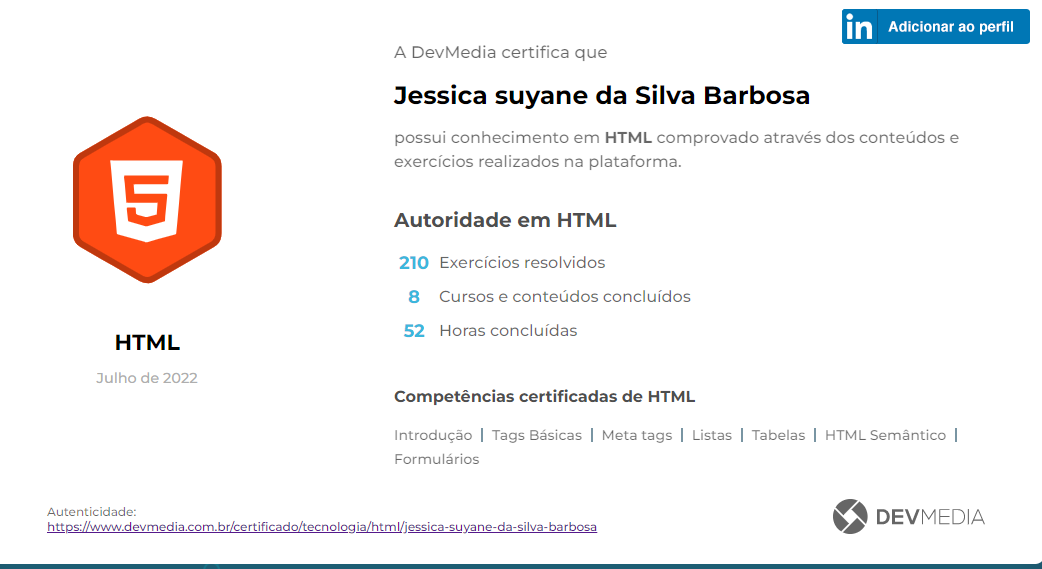 Adicionar ao perfil
A DevMedia certifica que
Jessica suyane da Silva Barbosa
possui conhecimento em HTML comprovado através dos conteúdos e
exercícios realizados na plataforma.
Autoridade em HTML
210 Exercícios resolvidos
8 Cursos e conteúdos concluídos
52 Horas concluídas
HTML
Julho de 2022
Competências certificadas de HTML
Introdução | Tags Básicas | Meta tags | Listas | Tabelas | HTML Semântico |
Formulários
Autenticidade:
https://www.devmedia.com.br/certificado/tecnologia/html/jessica-suyane-da-silva-barbosa
DEVMEDIA